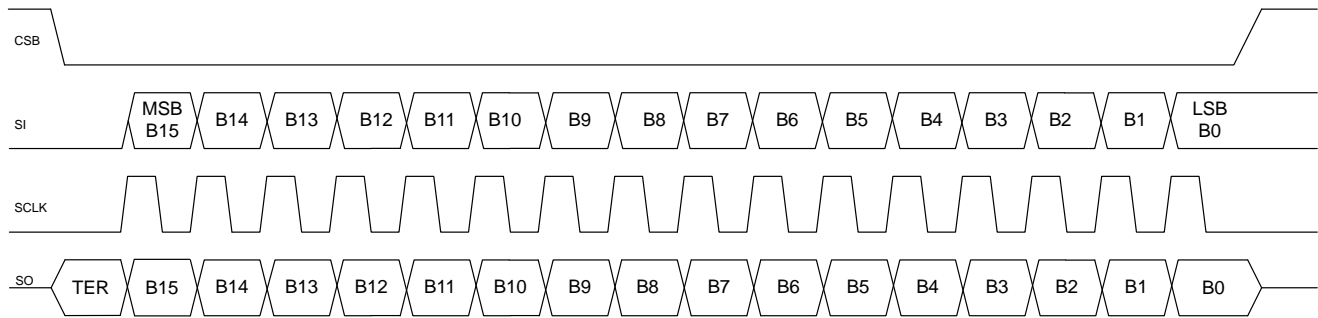 CSB
SI MSB B15 B14 B13 B12 B11 B10 B9 B8 B7 B6 B5 B4 B3 B2 B1 LSB B0
SCLK
SO TER B15 B14 B13 B12 B11 B10 B9 B8 B7 B6 B5 B4 B3 B2 B1 B0